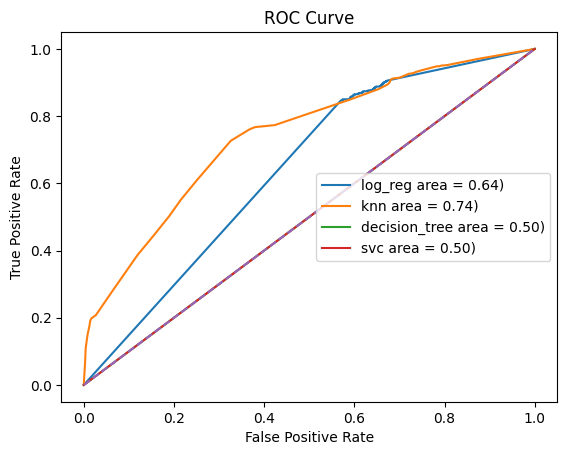 ROC Curve
True Positive Rate
1.0
0.8
0.6
0.4
0.2
0.0
log_reg area = 0.64)
knn area = 0.74)
decision_tree area = 0.50)
svc area = 0.50)
0.0 0.2 0.4 0.6 0.8 1.0
False Positive Rate